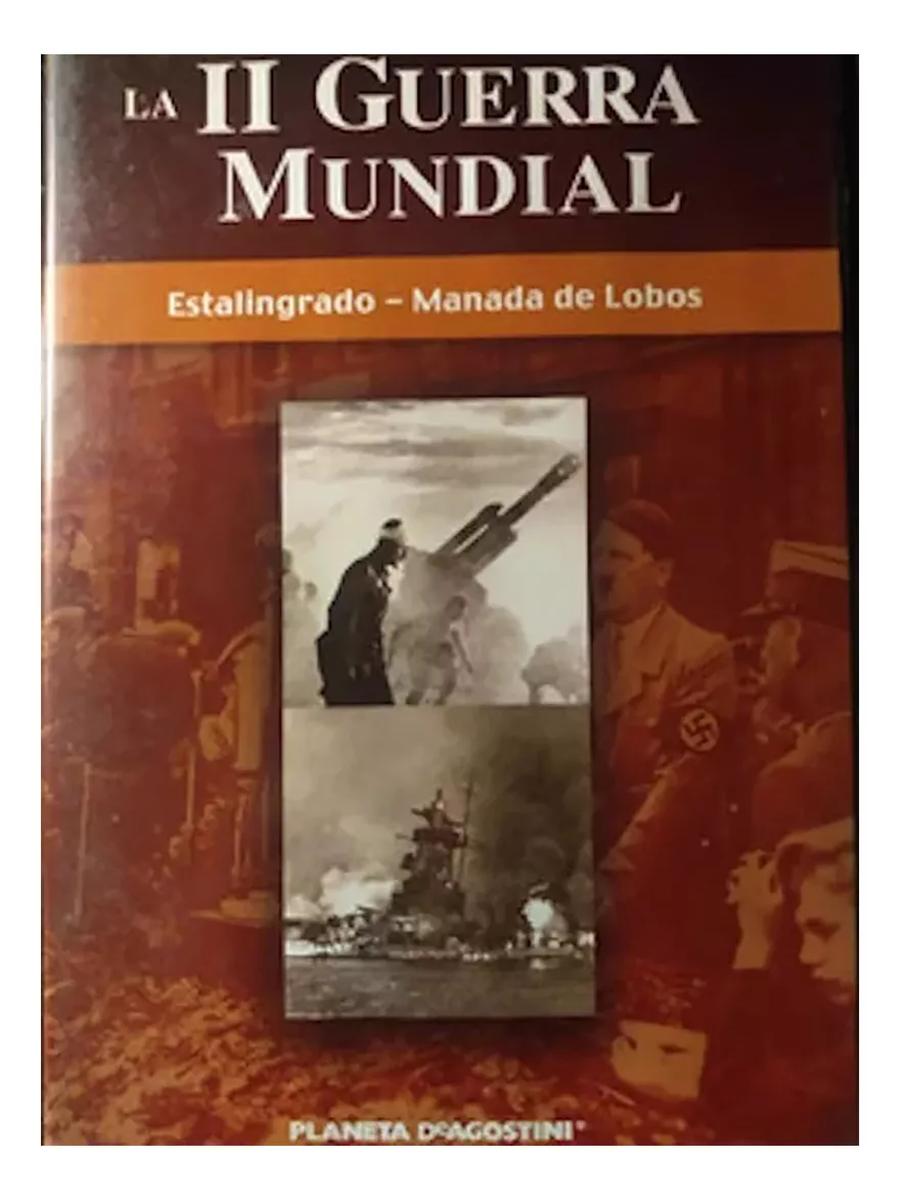 LA II GUERRA
MUNDIAL
Estalingrado – Manada de Lobos
PLANETA DEAGOSTINI